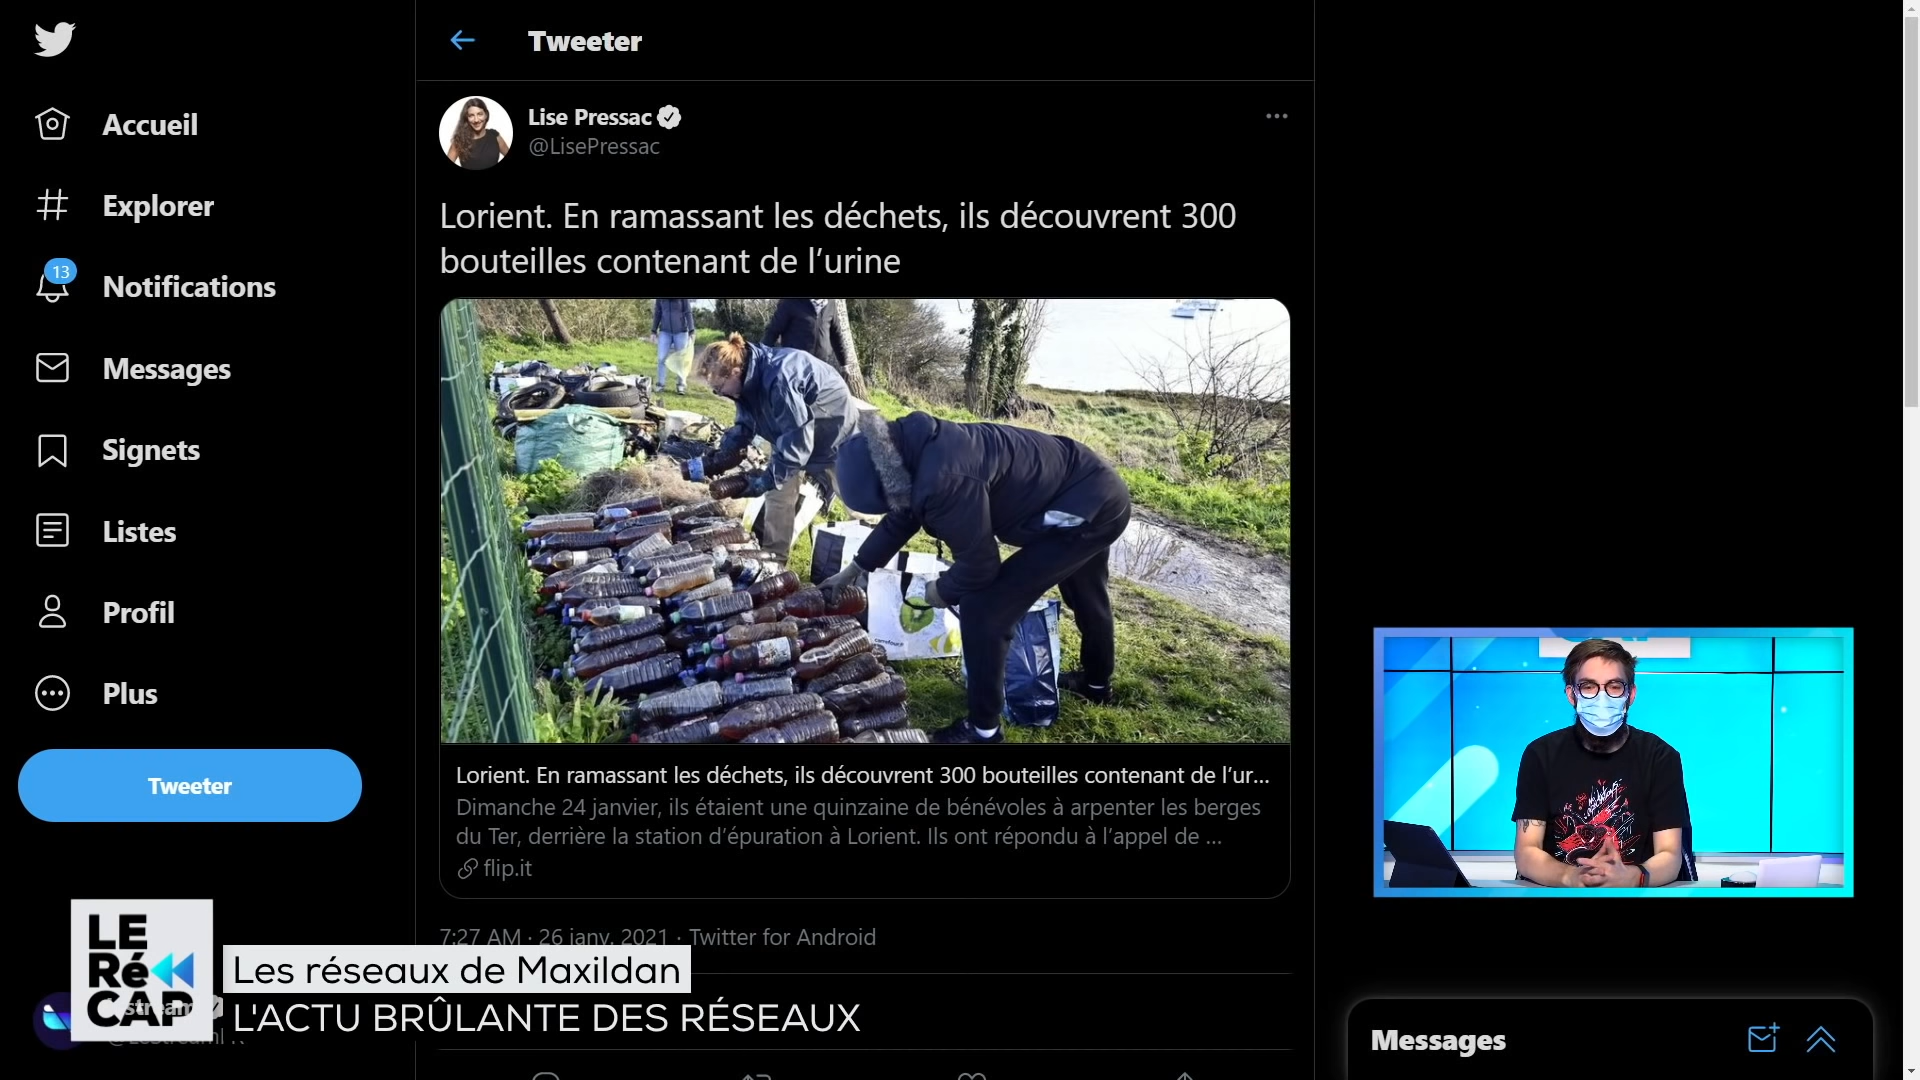 Tweeter
Accueil
Explorer
13
Notifications
Messages
Signets
Listes
Profil
Plus
Tweeter
Lise Pressac
@LisePressac
Lorient. En ramassant les déchets, ils découvrent 300
bouteilles contenant de l’urine
Lorient. En ramassant les déchets, ils découvrent 300 bouteilles contenant de l’ur...
Dimanche 24 janvier, ils étaient une quinzaine de bénévoles à arpenter les berges
du Ter, derrière la station d’épuration à Lorient. Ils ont répondu à l’appel de ...
flip.it
7:27 AM · 26 janv. 2021 · Twitter for Android
LE
Ré
CAP
Les réseaux de Maxildan
L'ACTU BRÛLANTE DES RÉSEAUX
Messages